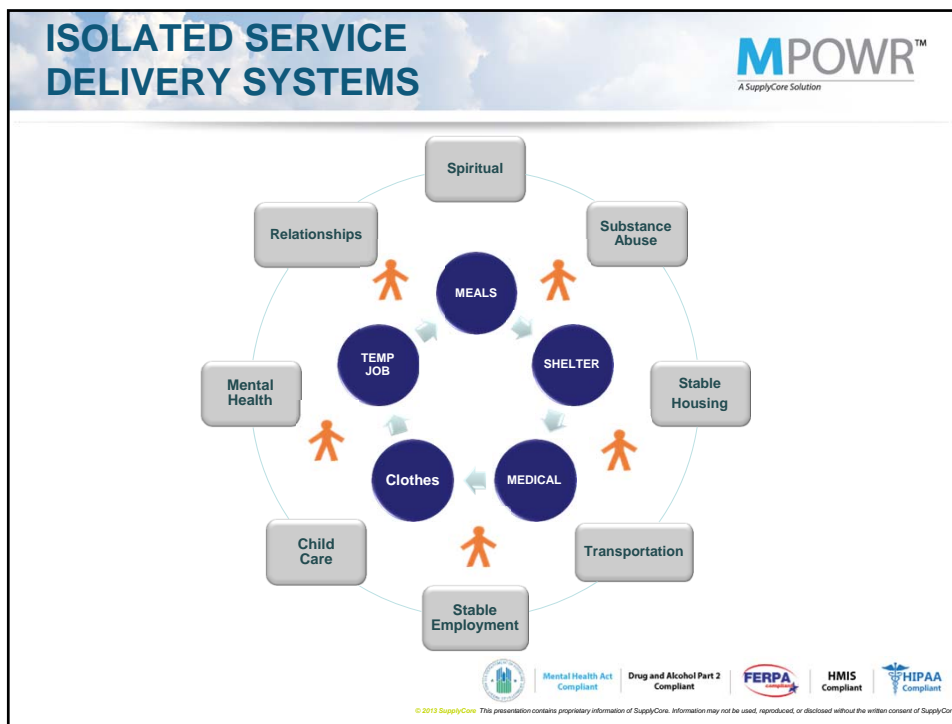 ISOLATED SERVICE
DELIVERY SYSTEMS
MPOWR™
A SupplyCore Solution
Spiritual
Relationships
Substance
Abuse
MEALS
TEMP
JOB
SHELTER
Mental
Health
Stable
Housing
Clothes
MEDICAL
Child
Care
Transportation
Stable
Employment
Mental Health Act
Compliant
Drug and Alcohol Part 2
Compliant
FERPA
compliant
HMIS
Compliant
HIPAA
Compliant
© 2013 SupplyCore This presentation contains proprietary information of SupplyCore. Information may not be used, reproduced, or disclosed without the written consent of SupplyCor